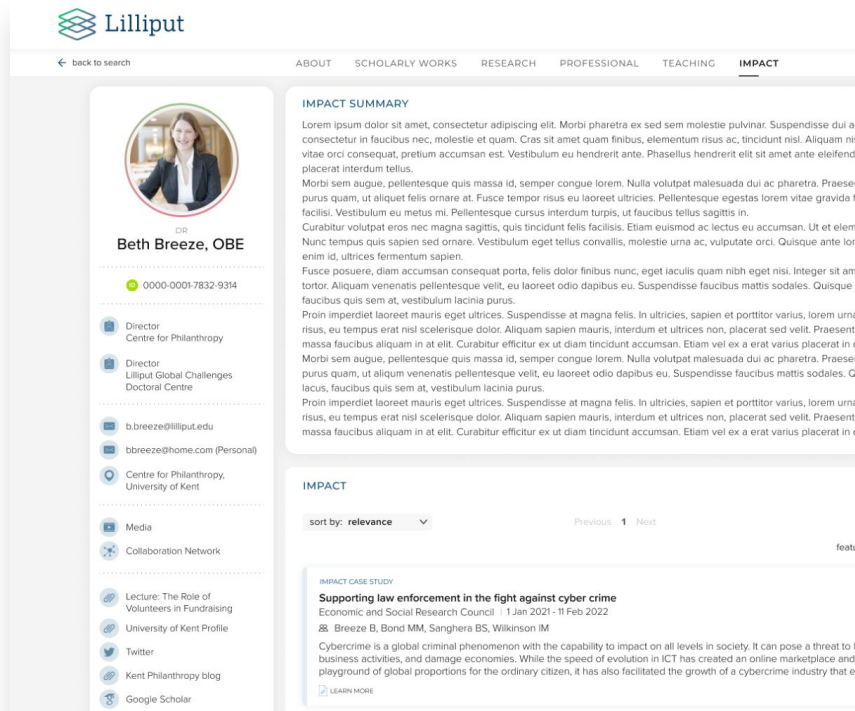 Lilliput
back to search
ABOUT SCHOLARLY WORKS RESEARCH PROFESSIONAL TEACHING IMPACT
DR
Beth Breeze, OBE
iD 0000-0001-7832-9314
Director
Centre for Philanthropy
Director
Lilliput Global Challenges
Doctoral Centre
b.breeze@lilliput.edu
bbreeze@home.com (Personal)
Centre for Philanthropy,
University of Kent
Media
Collaboration Network
Lecture: The Role of
Volunteers in Fundraising
University of Kent Profile
Twitter
Kent Philanthropy blog
Google Scholar
IMPACT SUMMARY
Lorem ipsum dolor sit amet, consectetur adipiscing elit. Morbi pharetra ex sed sem molestie pulvinar. Suspendisse dui a
consectetur in faucibus nec, molestie et quam. Cras sit amet quam finibus, elementum risus ac, tincidunt nisl. Aliquam
vitae orci consequat, pretium accumsan est. Vestibulum eu hendrerit ante. Phasellus hendrerit elit sit amet ante
placerat interdum tellus.
Morbi sem augue, pellentesque quis massa id, semper congue lorem. Nulla volutpat malesuada dui ac pharetra.
purus quam, ut aliquet felis ornare at. Fusce tempor risus eu laoreet ultricies. Pellentesque egestas lorem vitae gravida
facilisi. Vestibulum eu metus mi. Pellentesque cursus interdum turpis, ut faucibus tellus sagittis in.
Curabitur volutpat eros nec magna sagittis, quis tincidunt felis facilisis. Etiam euismod ac lectus eu accumsan. Ut et
Nunc tempus quis sapien sed ornare. Vestibulum eget tellus convallis, molestie urna ac, vulputate orci. Quisque ante
enim id, ultrices fermentum sapien.
Fusce posuere, diam accumsan consequat porta, felis dolor finibus nunc, eget iaculis quam nibh eget nisi. Integer sit
tortor. Aliquam venenatis pellentesque velit, eu laoreet odio dapibus eu. Suspendisse faucibus mattis sodales. Quisque
faucibus quis sem at, vestibulum lacinia purus.
Proin imperdiet laoreet mauris eget ultrices. Suspendisse at magna felis. In ultricies, sapien et porttitor varius, lorem
risus, eu tempus erat nisl scelerisque dolor. Aliquam sapien mauris, interdum et ultrices non, placerat sed velit. Praesent
massa faucibus aliquam in at elit. Curabitur efficitur ex ut diam tincidunt accumsan. Etiam vel ex a erat varius placerat in
Morbi sem augue, pellentesque quis massa id, semper congue lorem. Nulla volutpat malesuada dui ac pharetra.
purus quam, ut aliqum venenatis pellentesque velit, eu laoreet odio dapibus eu. Suspendisse faucibus mattis sodales.
lacus, faucibus quis sem at, vestibulum lacinia purus.
Proin imperdiet laoreet mauris eget ultrices. Suspendisse at magna felis. In ultricies, sapien et porttitor varius, lorem
risus, eu tempus erat nisl scelerisque dolor. Aliquam sapien mauris, interdum et ultrices non, placerat sed velit. Praesent
massa faucibus aliquam in at elit. Curabitur efficitur ex ut diam tincidunt accumsan. Etiam vel ex a erat varius placerat in
IMPACT
sort by: relevance
Previous 1 Next
featu
IMPACT CASE STUDY
Supporting law enforcement in the fight against cyber crime
Economic and Social Research Council | 1 Jan 2021 - 11 Feb 2022
Breeze B, Bond MM, Sanghera BS, Wilkinson IM
Cybercrime is a global criminal phenomenon with the capability to impact on all levels in society. It can pose a threat to
business activities, and damage economies. While the speed of evolution in ICT has created an online marketplace and
playground of global proportions for the ordinary citizen, it has also facilitated the growth of a cybercrime industry that
LEARN MORE